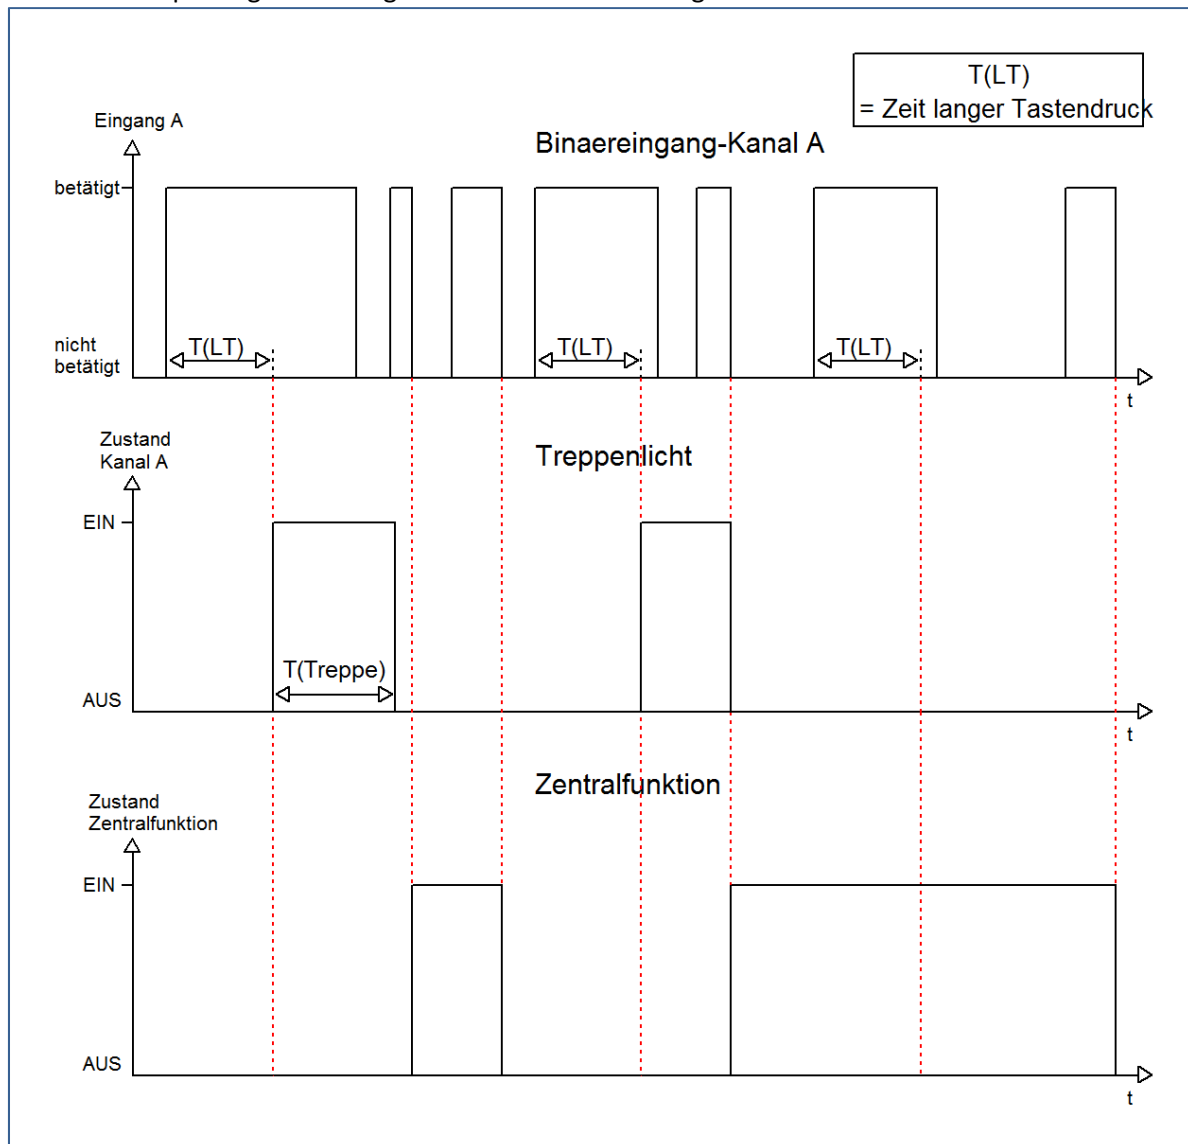 T(LT)
= Zeit langer Tastendruck
Eingang A
Binaereingang-Kanal A
betätigt
nicht
betätigt
T(LT)
T(LT)
T(LT)
t
Zustand
Kanal A
Treppenlicht
EIN
T(Treppe)
AUS
t
Zentralfunktion
Zustand
Zentralfunktion
EIN
AUS
t